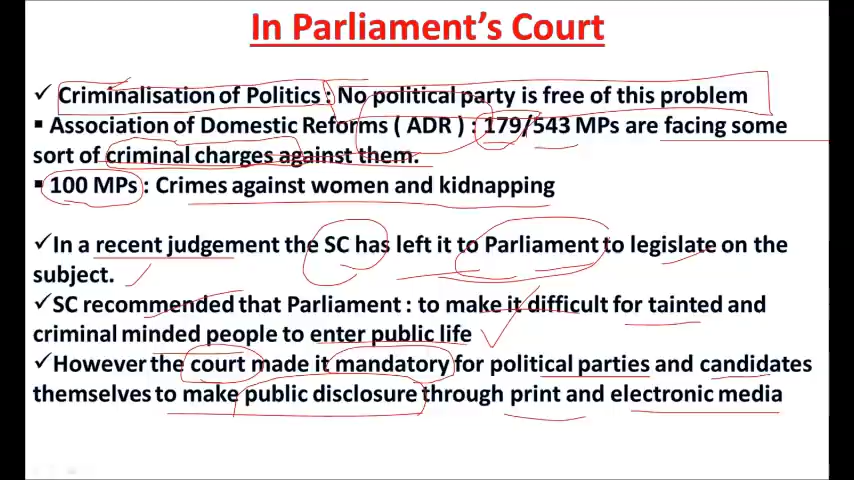 In Parliament's Court
✓ Criminalisation of Politics : No political party is free of this problem
▪ Association of Domestic Reforms ( ADR ) : 179/543 MPs are facing some
sort of criminal charges against them.
▪ 100 MPs : Crimes against women and kidnapping
✓In a recent judgement the SC has left it to Parliament to legislate on the
subject.
✓SC recommended that Parliament : to make it difficult for tainted and
criminal minded people to enter public life
✓However the court made it mandatory for political parties and candidates
themselves to make public disclosure through print and electronic media